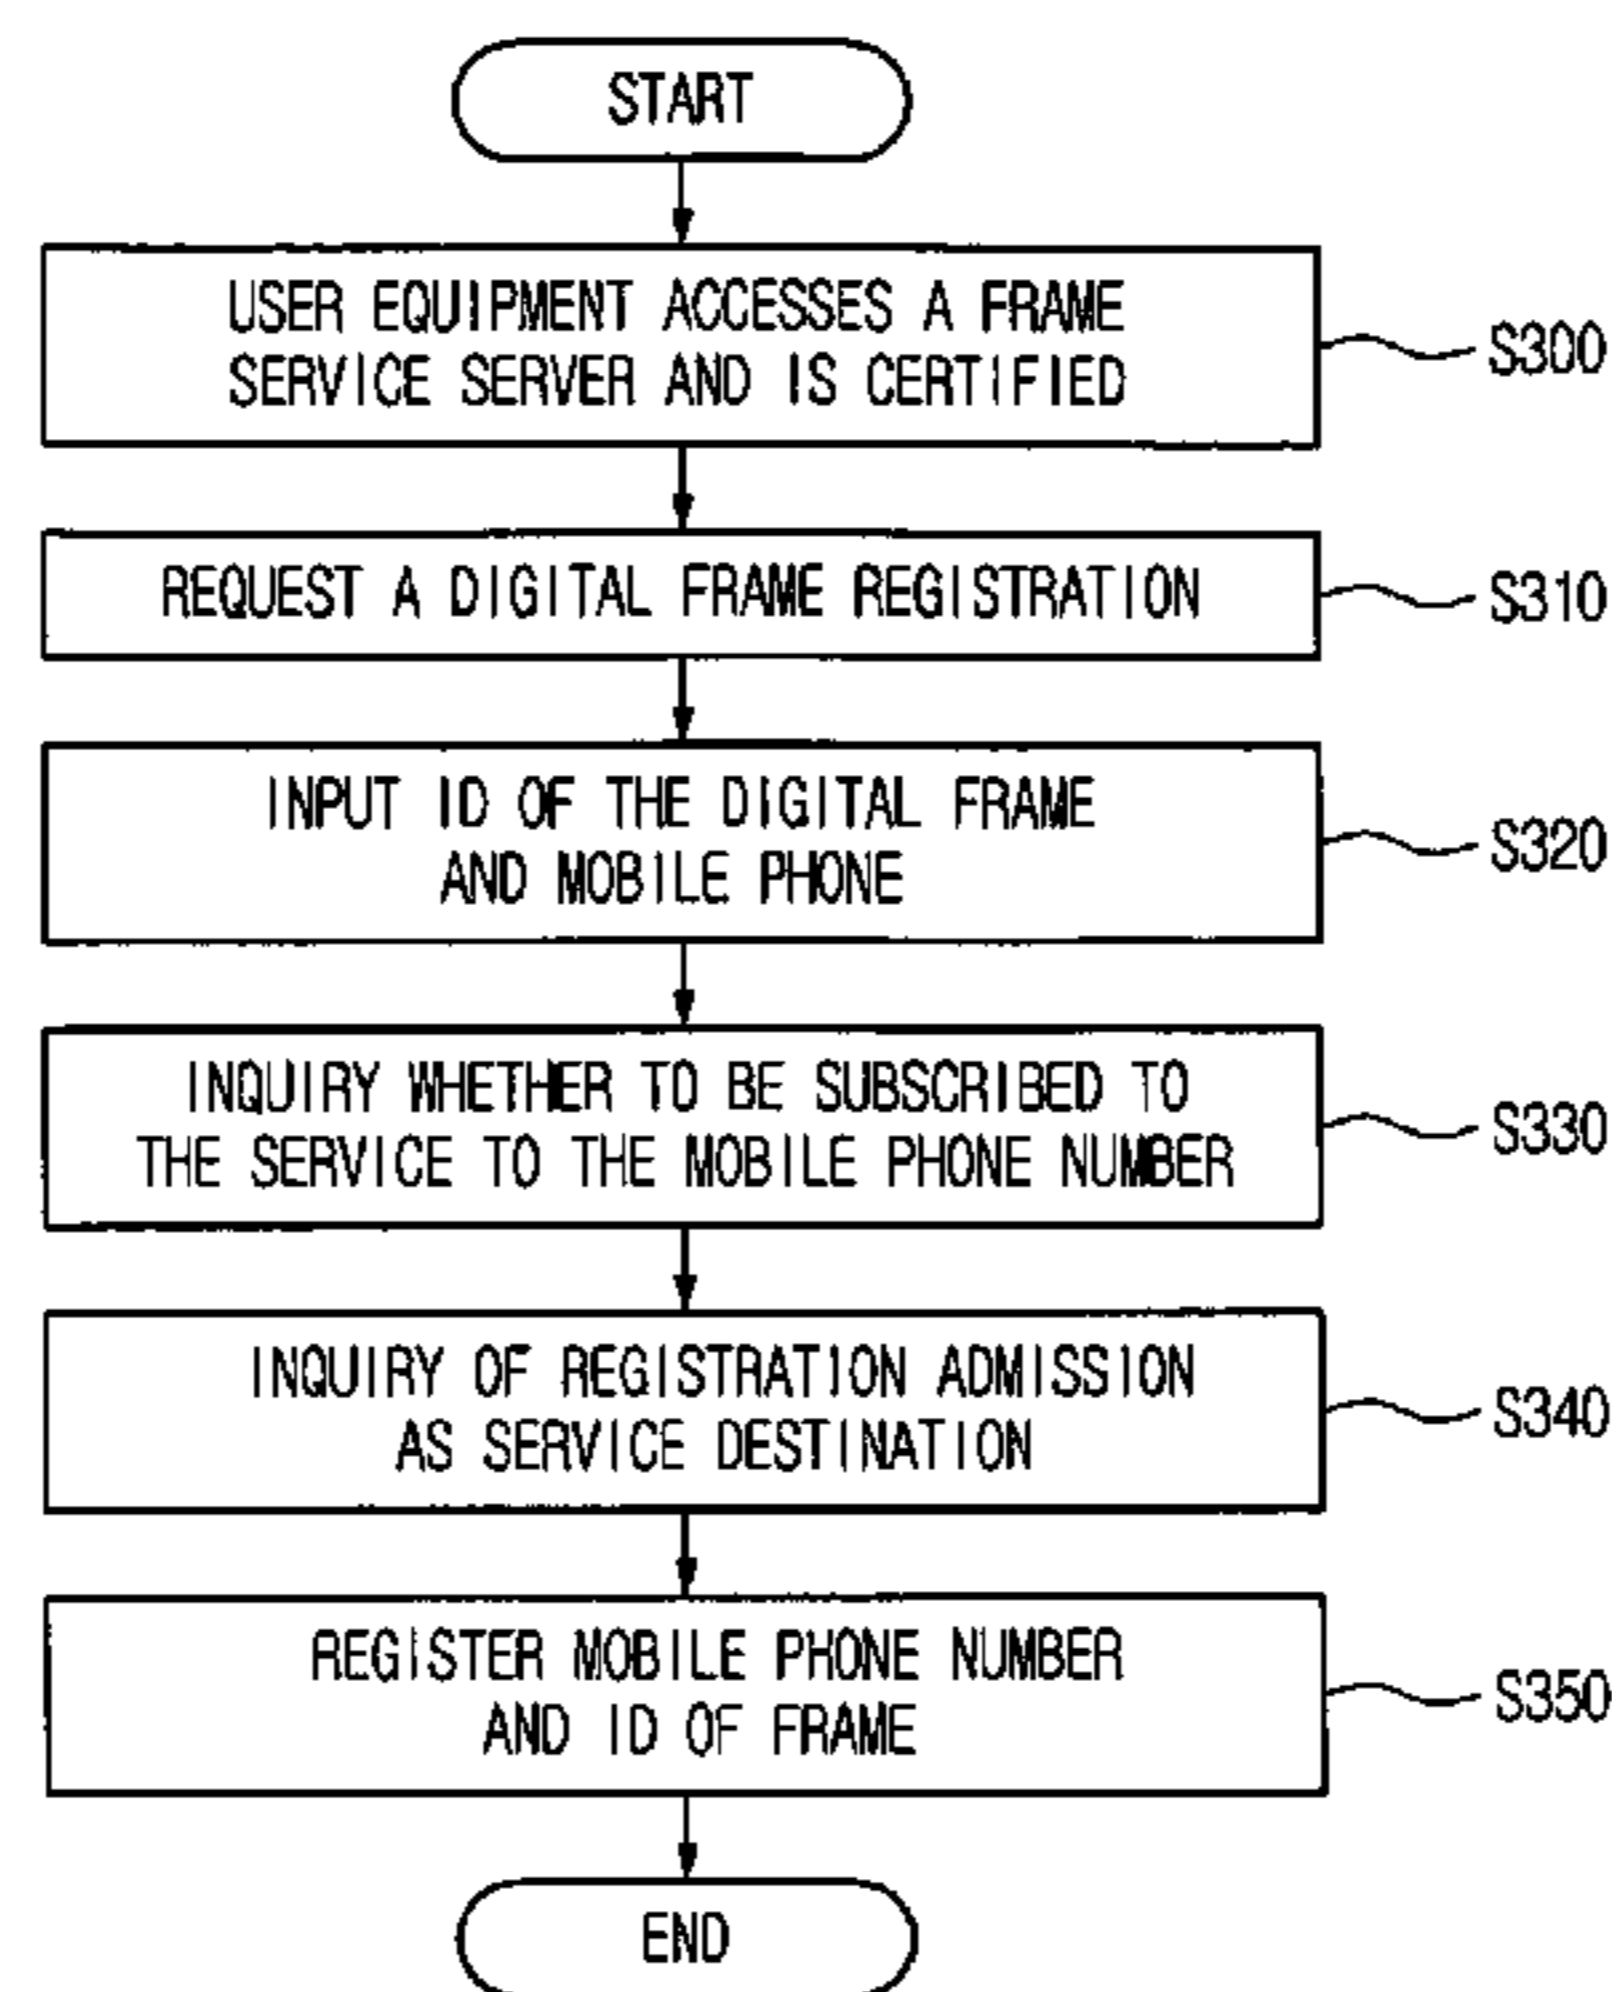 START
USER EQUIPMENT ACCESSES A FRAME
SERVICE SERVER AND IS CERTIFIED
S300
REQUEST A DIGITAL FRAME REGISTRATION
S310
INPUT ID OF THE DIGITAL FRAME
AND MOBILE PHONE
S320
INQUIRY WHETHER TO BE SUBSCRIBED TO
THE SERVICE TO THE MOBILE PHONE NUMBER
S330
INQUIRY OF REGISTRATION ADMISSION
AS SERVICE DESTINATION
S340
REGISTER MOBILE PHONE NUMBER
AND ID OF FRAME
S350
END